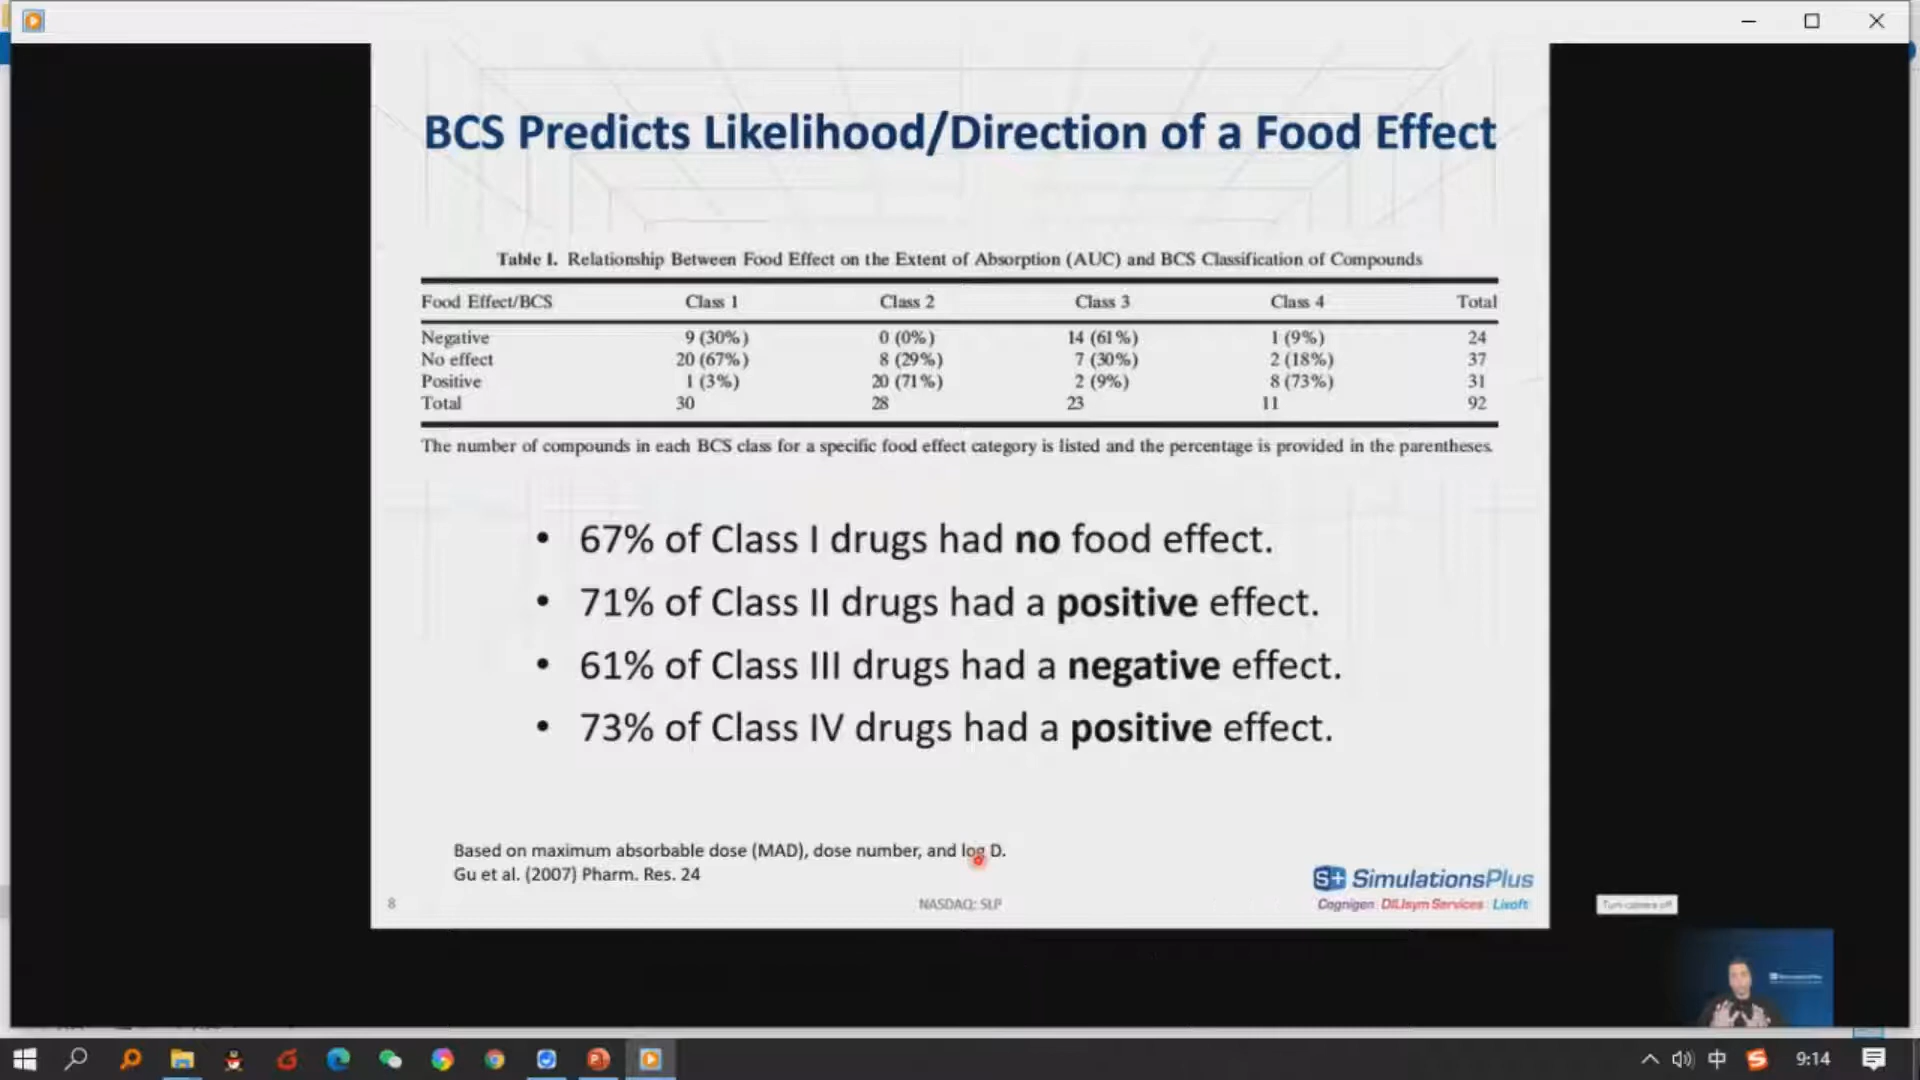 BCS Predicts Likelihood/Direction of a Food Effect
Table I. Relationship Between Food Effect on the Extent of Absorption (AUC) and BCS Classification of Compounds
Food Effect/BCS Class 1 Class 2 Class 3 Class 4 Total
Negative 9 (30%) 0 (0%) 14 (61%) 1 (9%) 24
No effect 20 (67%) 8 (29%) 7 (30%) 2 (18%) 37
Positive 1 (3%) 20 (71%) 2 (9%) 8 (73%) 31
Total 30 28 23 11 92
The number of compounds in each BCS class for a specific food effect category is listed and the percentage is provided in the parentheses.
• 67% of Class I drugs had no food effect.
• 71% of Class II drugs had a positive effect.
• 61% of Class III drugs had a negative effect.
• 73% of Class IV drugs had a positive effect.
Based on maximum absorbable dose (MAD), dose number, and log D.
Gu et al. (2007) Pharm. Res. 24
S+ SimulationsPlus
Cognigen | DILIsym Services | Lixoft
8
NASDAQ: SLP
Turn camera off
中
9:14